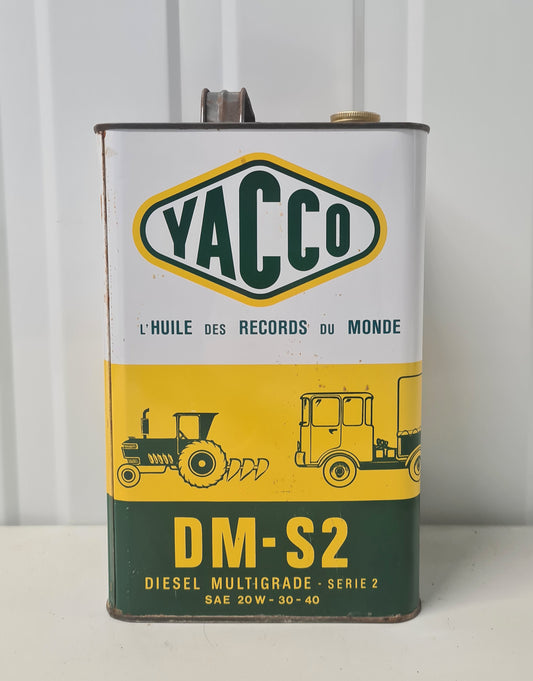 YACCO
L'HUILE DES RECORDS DU MONDE
DM-S2
DIESEL MULTIGRADE - SERIE 2
SAE 20W-30-40